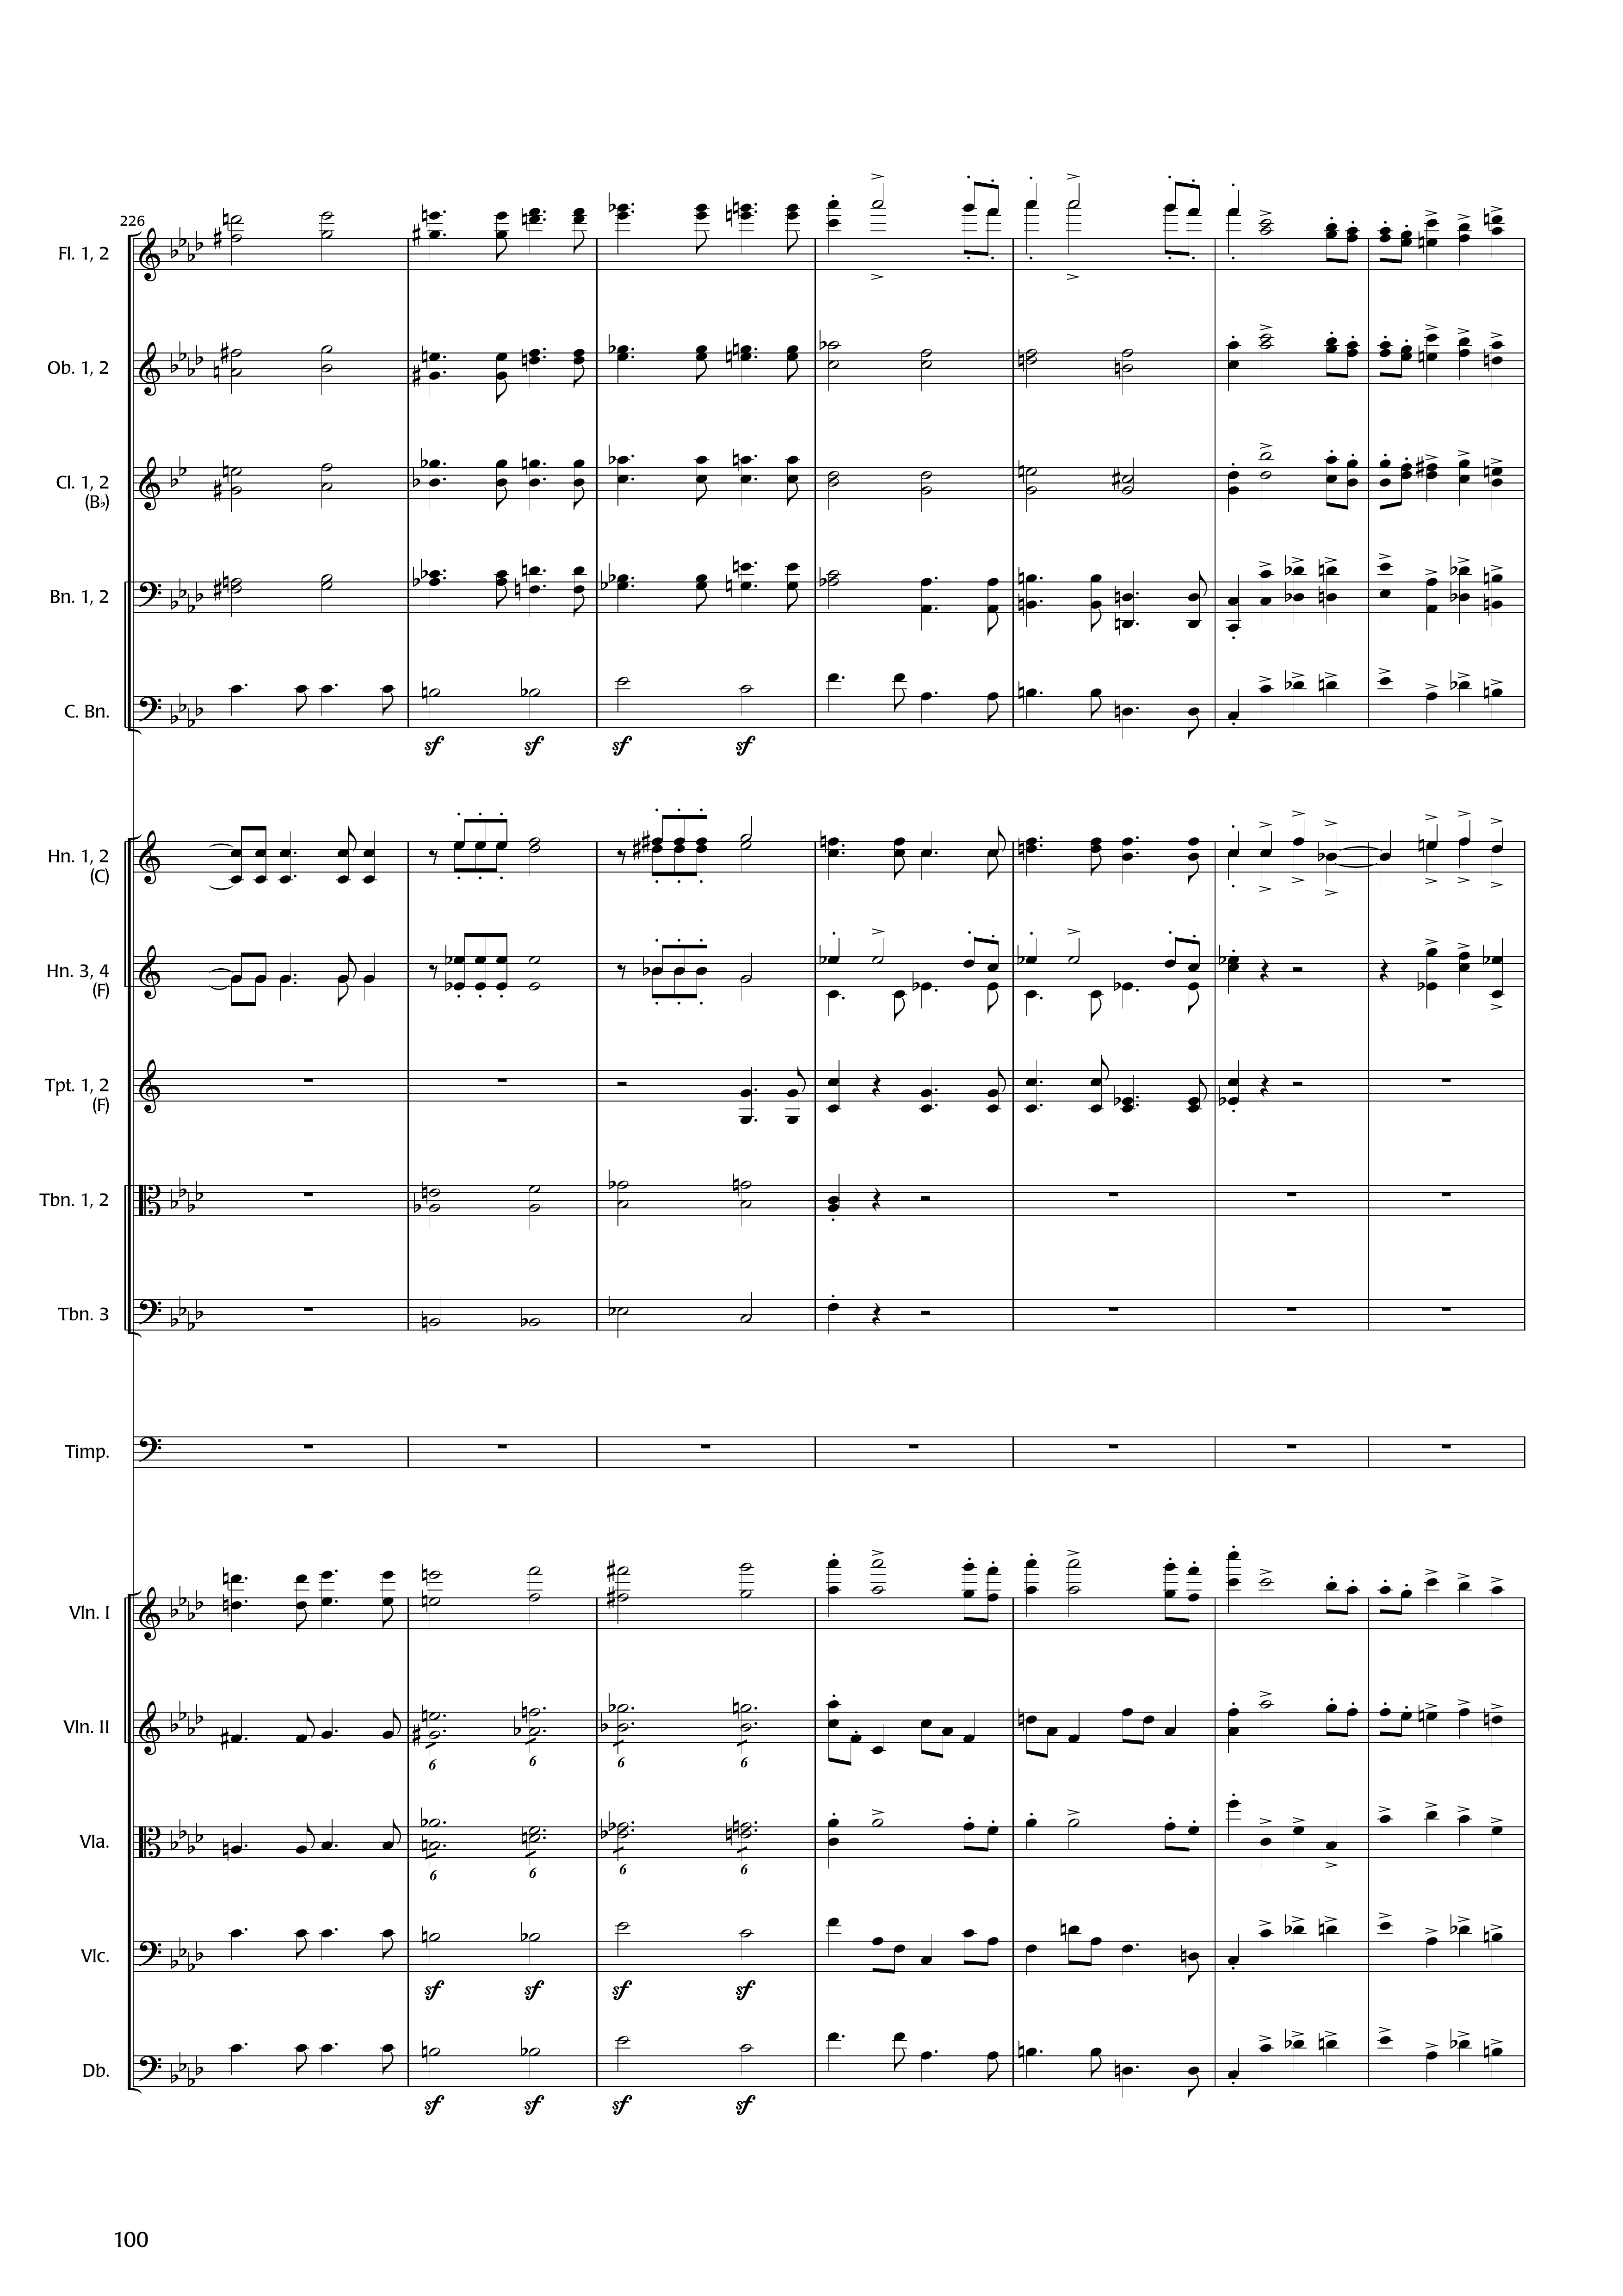 226
Fl. 1, 2
Ob. 1, 2
Cl. 1, 2
(B♭)
Bn. 1, 2
C. Bn.
sf sf sf sf
Hn. 1, 2
(C)
Hn. 3, 4
(F)
Tpt. 1, 2
(F)
Tbn. 1, 2
Tbn. 3
Timp.
Vln. I
Vln. II
6 6 6 6
Vla.
6 6 6 6
Vlc.
sf sf sf sf
Db.
sf sf sf sf
100